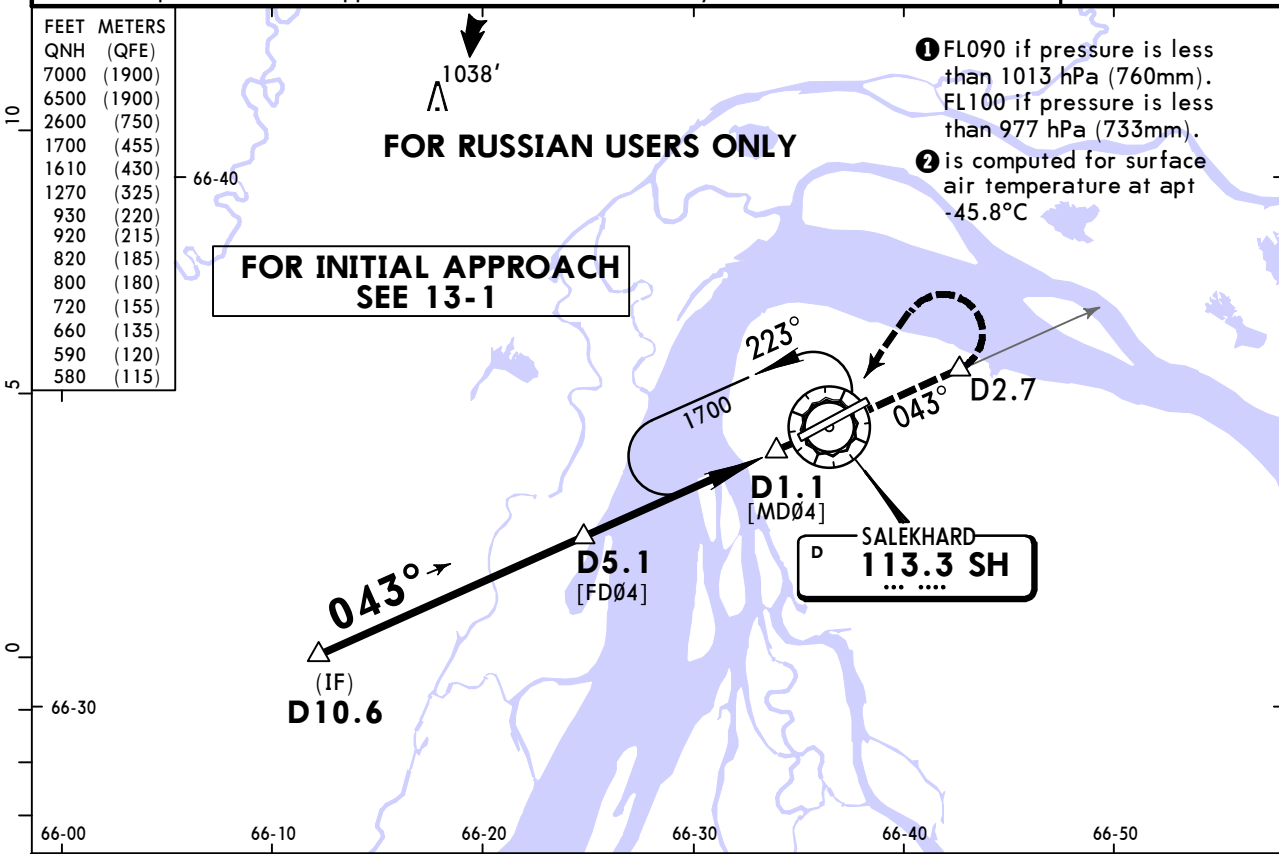 FEET METERS
QNH (QFE)
7000 (1900)
6500 (1900)
2600 (750)
1700 (455)
1610 (430)
1270 (325)
930 (220)
920 (215)
820 (185)
800 (180)
720 (155)
660 (135)
590 (120)
580 (115)
1038'
FOR RUSSIAN USERS ONLY
❶ FL090 if pressure is less
than 1013 hPa (760mm).
FL100 if pressure is less
than 977 hPa (733mm).
❷ is computed for surface
air temperature at apt
-45.8°C
10
66-40
FOR INITIAL APPROACH
SEE 13-1
223°
1700
5
043°
D2.7
D1.1
[MDØ4]
SALEKHARD
D 113.3 SH
D5.1
[FDØ4]
043°
0
(IF)
D10.6
66-30
66-00 66-10 66-20 66-30 66-40 66-50